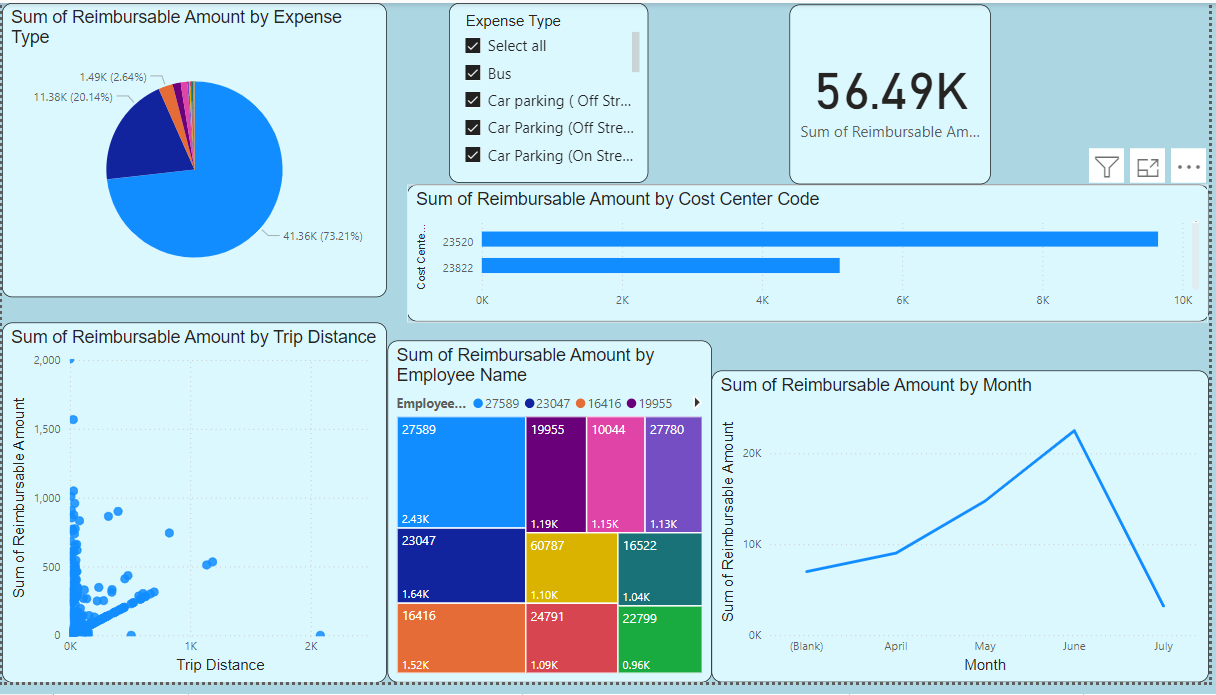 Sum of Reimbursable Amount by Expense
Type
1.49K (2.64%)
11.38K (20.14%)
41.36K (73.21%)
Expense Type
Select all
Bus
Car parking ( Off Str...
Car Parking (Off Stre...
Car Parking (On Stre...
56.49K
Sum of Reimbursable Am...
Sum of Reimbursable Amount by Cost Center Code
Cost Cente...
23520
23822
0K 2K 4K 6K 8K 10K
Sum of Reimbursable Amount by Trip Distance
Sum of Reimbursable Amount
2,000
1,500
1,000
500
0
0K 1K 2K
Trip Distance
Sum of Reimbursable Amount by
Employee Name
Employee... 27589 23047 16416 19955
27589
2.43K
23047
1.64K
16416
1.52K
19955
1.19K
10044
1.15K
27780
1.13K
60787
1.10K
16522
1.04K
24791
1.09K
22799
0.96K
Sum of Reimbursable Amount by Month
Sum of Reimbursable Amount
20K
10K
0K
(Blank) April May June July
Month